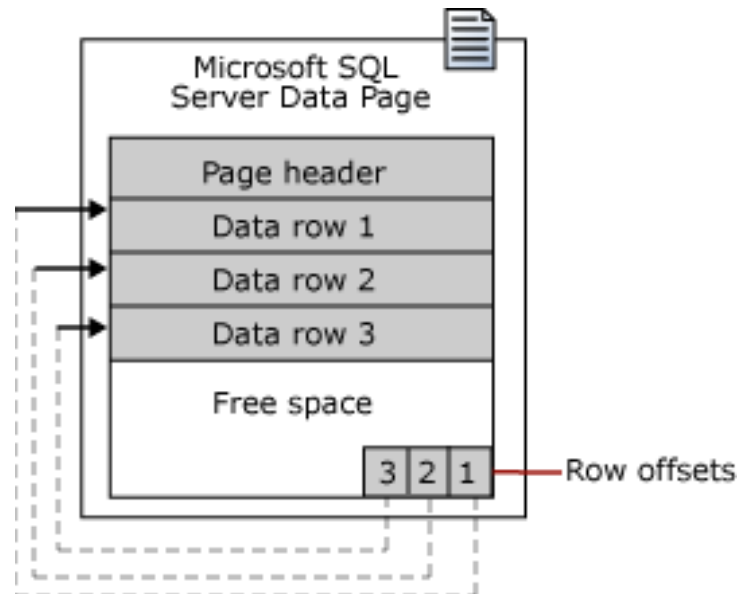 Microsoft SQL
Server Data Page
Page header
Data row 1
Data row 2
Data row 3
Free space
3 2 1
Row offsets